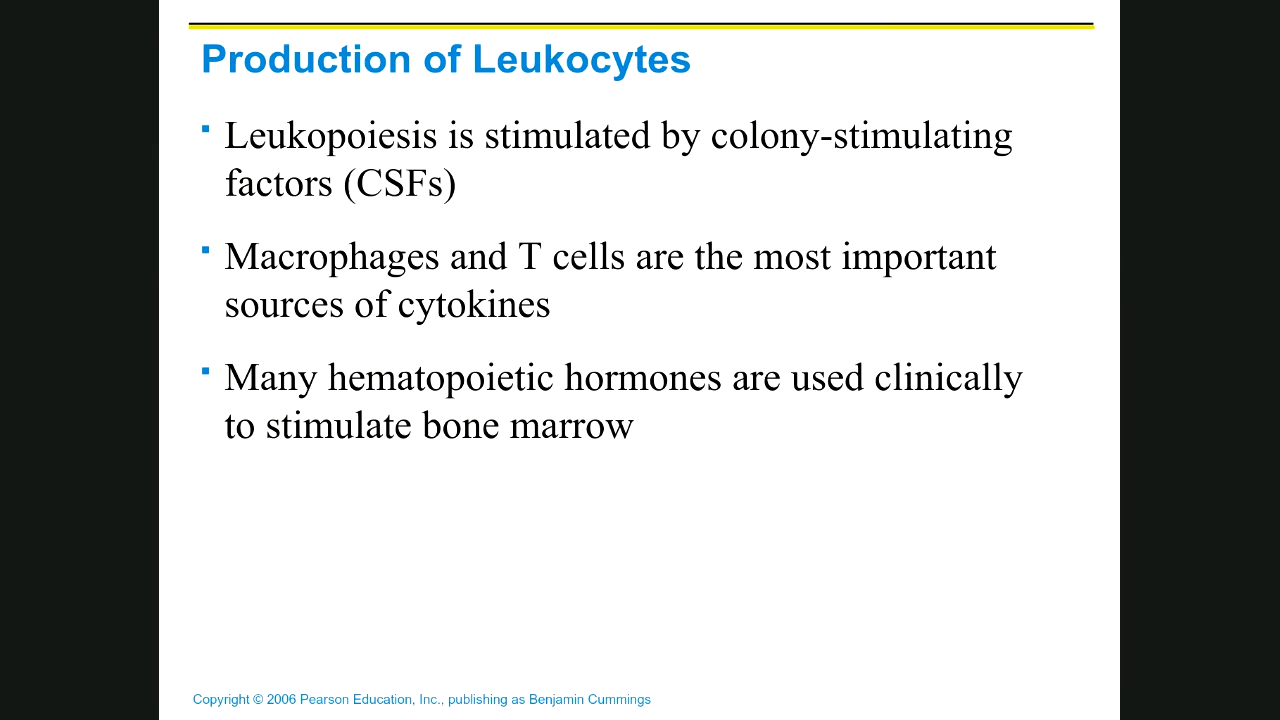 Production of Leukocytes
▪ Leukopoiesis is stimulated by colony-stimulating
factors (CSFs)
▪ Macrophages and T cells are the most important
sources of cytokines
▪ Many hematopoietic hormones are used clinically
to stimulate bone marrow
Copyright © 2006 Pearson Education, Inc., publishing as Benjamin Cummings